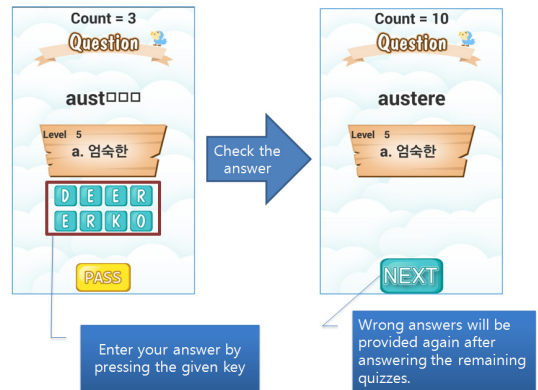 Count = 3
Question
aust□□□
Level 5
a. 엄숙한
D E E R
E R K O
PASS
Enter your answer by
pressing the given key
Check the
answer
Count = 10
Question
austere
Level 5
a. 엄숙한
NEXT
Wrong answers will be
provided again after
answering the remaining
quizzes.